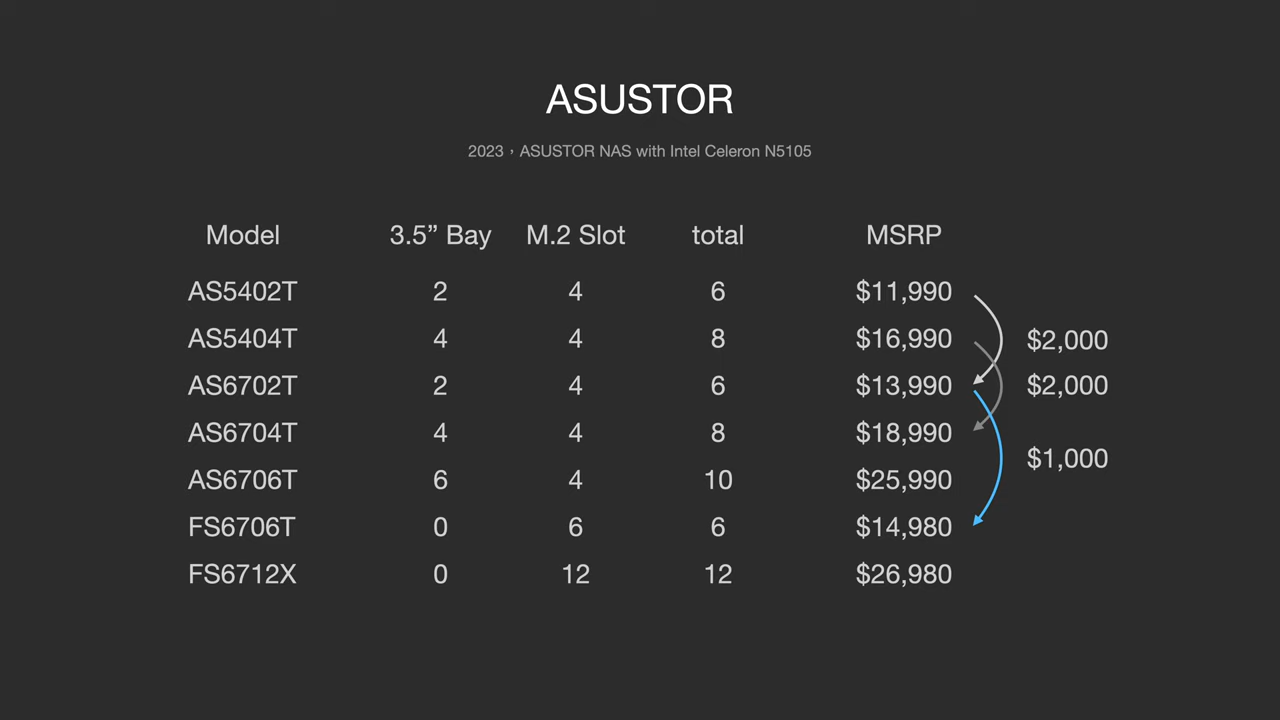 ASUSTOR
2023，ASUSTOR NAS with Intel Celeron N5105
Model 3.5” Bay M.2 Slot total MSRP
AS5402T 2 4 6 $11,990
AS5404T 4 4 8 $16,990 $2,000
AS6702T 2 4 6 $13,990 $2,000
AS6704T 4 4 8 $18,990
$1,000
AS6706T 6 4 10 $25,990
FS6706T 0 6 6 $14,980
FS6712X 0 12 12 $26,980